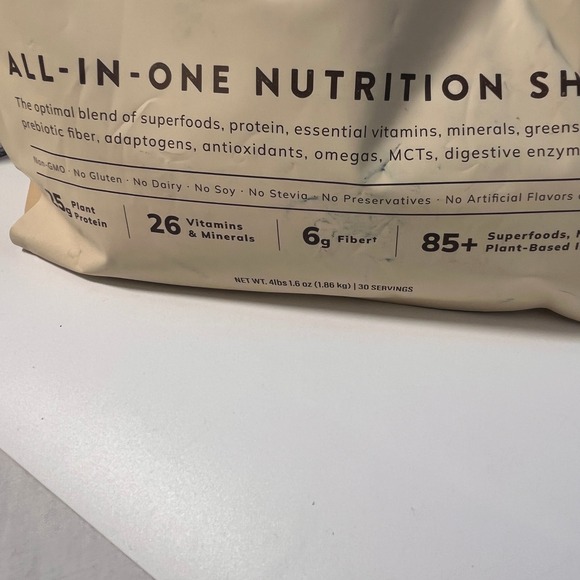 ALL-IN-ONE NUTRITION SH
The optimal blend of superfoods, protein, essential vitamins, minerals, greens
prebiotic fiber, adaptogens, antioxidants, omegas, MCTs, digestive enzym
Non-GMO · No Gluten · No Dairy · No Soy · No Stevia · No Preservatives · No Artificial Flavors
15g Plant Protein
26 Vitamins & Minerals
6g Fiber†
85+ Superfoods,
Plant-Based
NET WT. 4lbs 1.6 oz (1.86 kg) | 30 SERVINGS